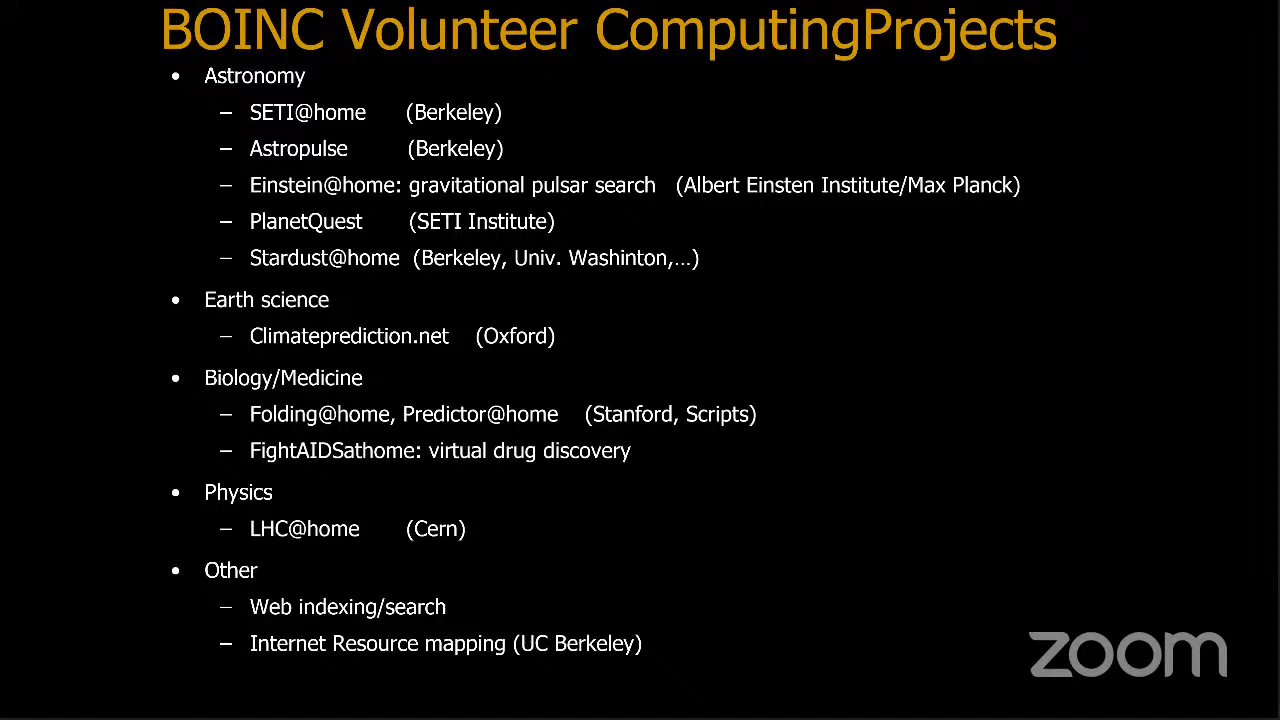 BOINC Volunteer ComputingProjects
• Astronomy
– SETI@home (Berkeley)
– Astropulse (Berkeley)
– Einstein@home: gravitational pulsar search (Albert Einsten Institute/Max Planck)
– PlanetQuest (SETI Institute)
– Stardust@home (Berkeley, Univ. Washinton,...)
• Earth science
– Climateprediction.net (Oxford)
• Biology/Medicine
– Folding@home, Predictor@home (Stanford, Scripts)
– FightAIDSathome: virtual drug discovery
• Physics
– LHC@home (Cern)
• Other
– Web indexing/search
– Internet Resource mapping (UC Berkeley)
zoom